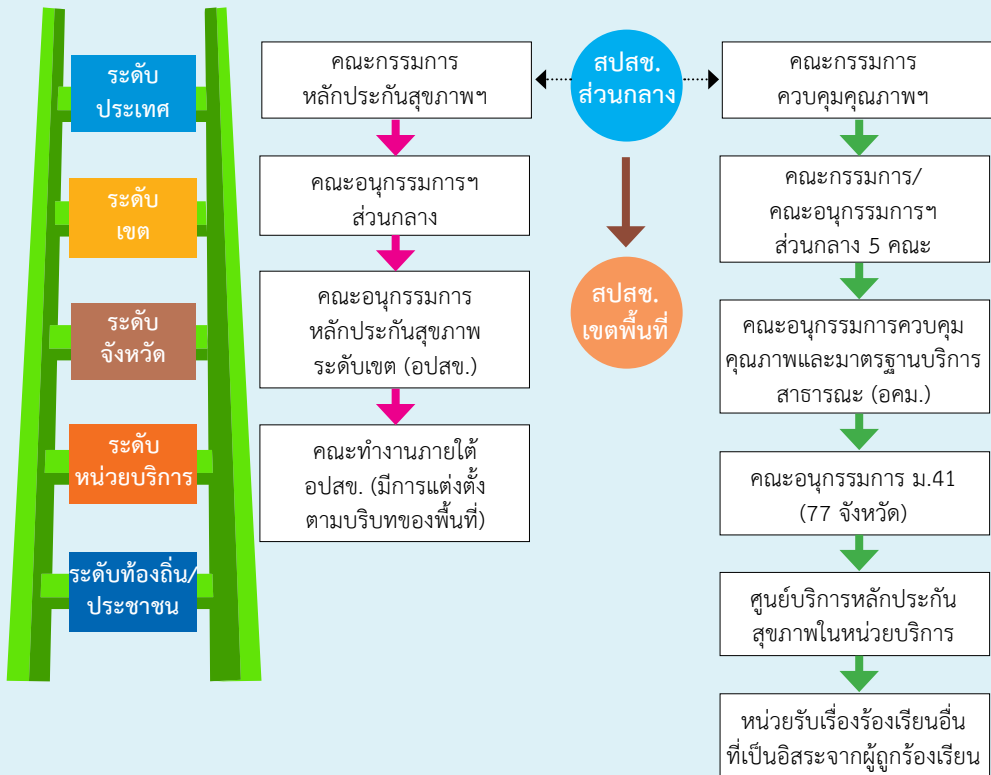 ระดับ
ประเทศ
ระดับ
เขต
ระดับ
จังหวัด
ระดับ
หน่วยบริการ
ระดับท้องถิ่น/
ประชาชน
คณะกรรมการ
หลักประกันสุขภาพฯ
คณะอนุกรรมการฯ
ส่วนกลาง
คณะอนุกรรมการ
หลักประกันสุขภาพ
ระดับเขต (อปสข.)
คณะทำงานภายใต้
อปสข. (มีการแต่งตั้ง
ตามบริบทของพื้นที่)
สปสช.
ส่วนกลาง
สปสช.
เขตพื้นที่
คณะกรรมการ
ควบคุมคุณภาพฯ
คณะกรรมการ/
คณะอนุกรรมการฯ
ส่วนกลาง 5 คณะ
คณะอนุกรรมการควบคุม
คุณภาพและมาตรฐานบริการ
สาธารณะ (อคม.)
คณะอนุกรรมการ ม.41
(77 จังหวัด)
ศูนย์บริการหลักประกัน
สุขภาพในหน่วยบริการ
หน่วยรับเรื่องร้องเรียนอื่น
ที่เป็นอิสระจากผู้ถูกร้องเรียน